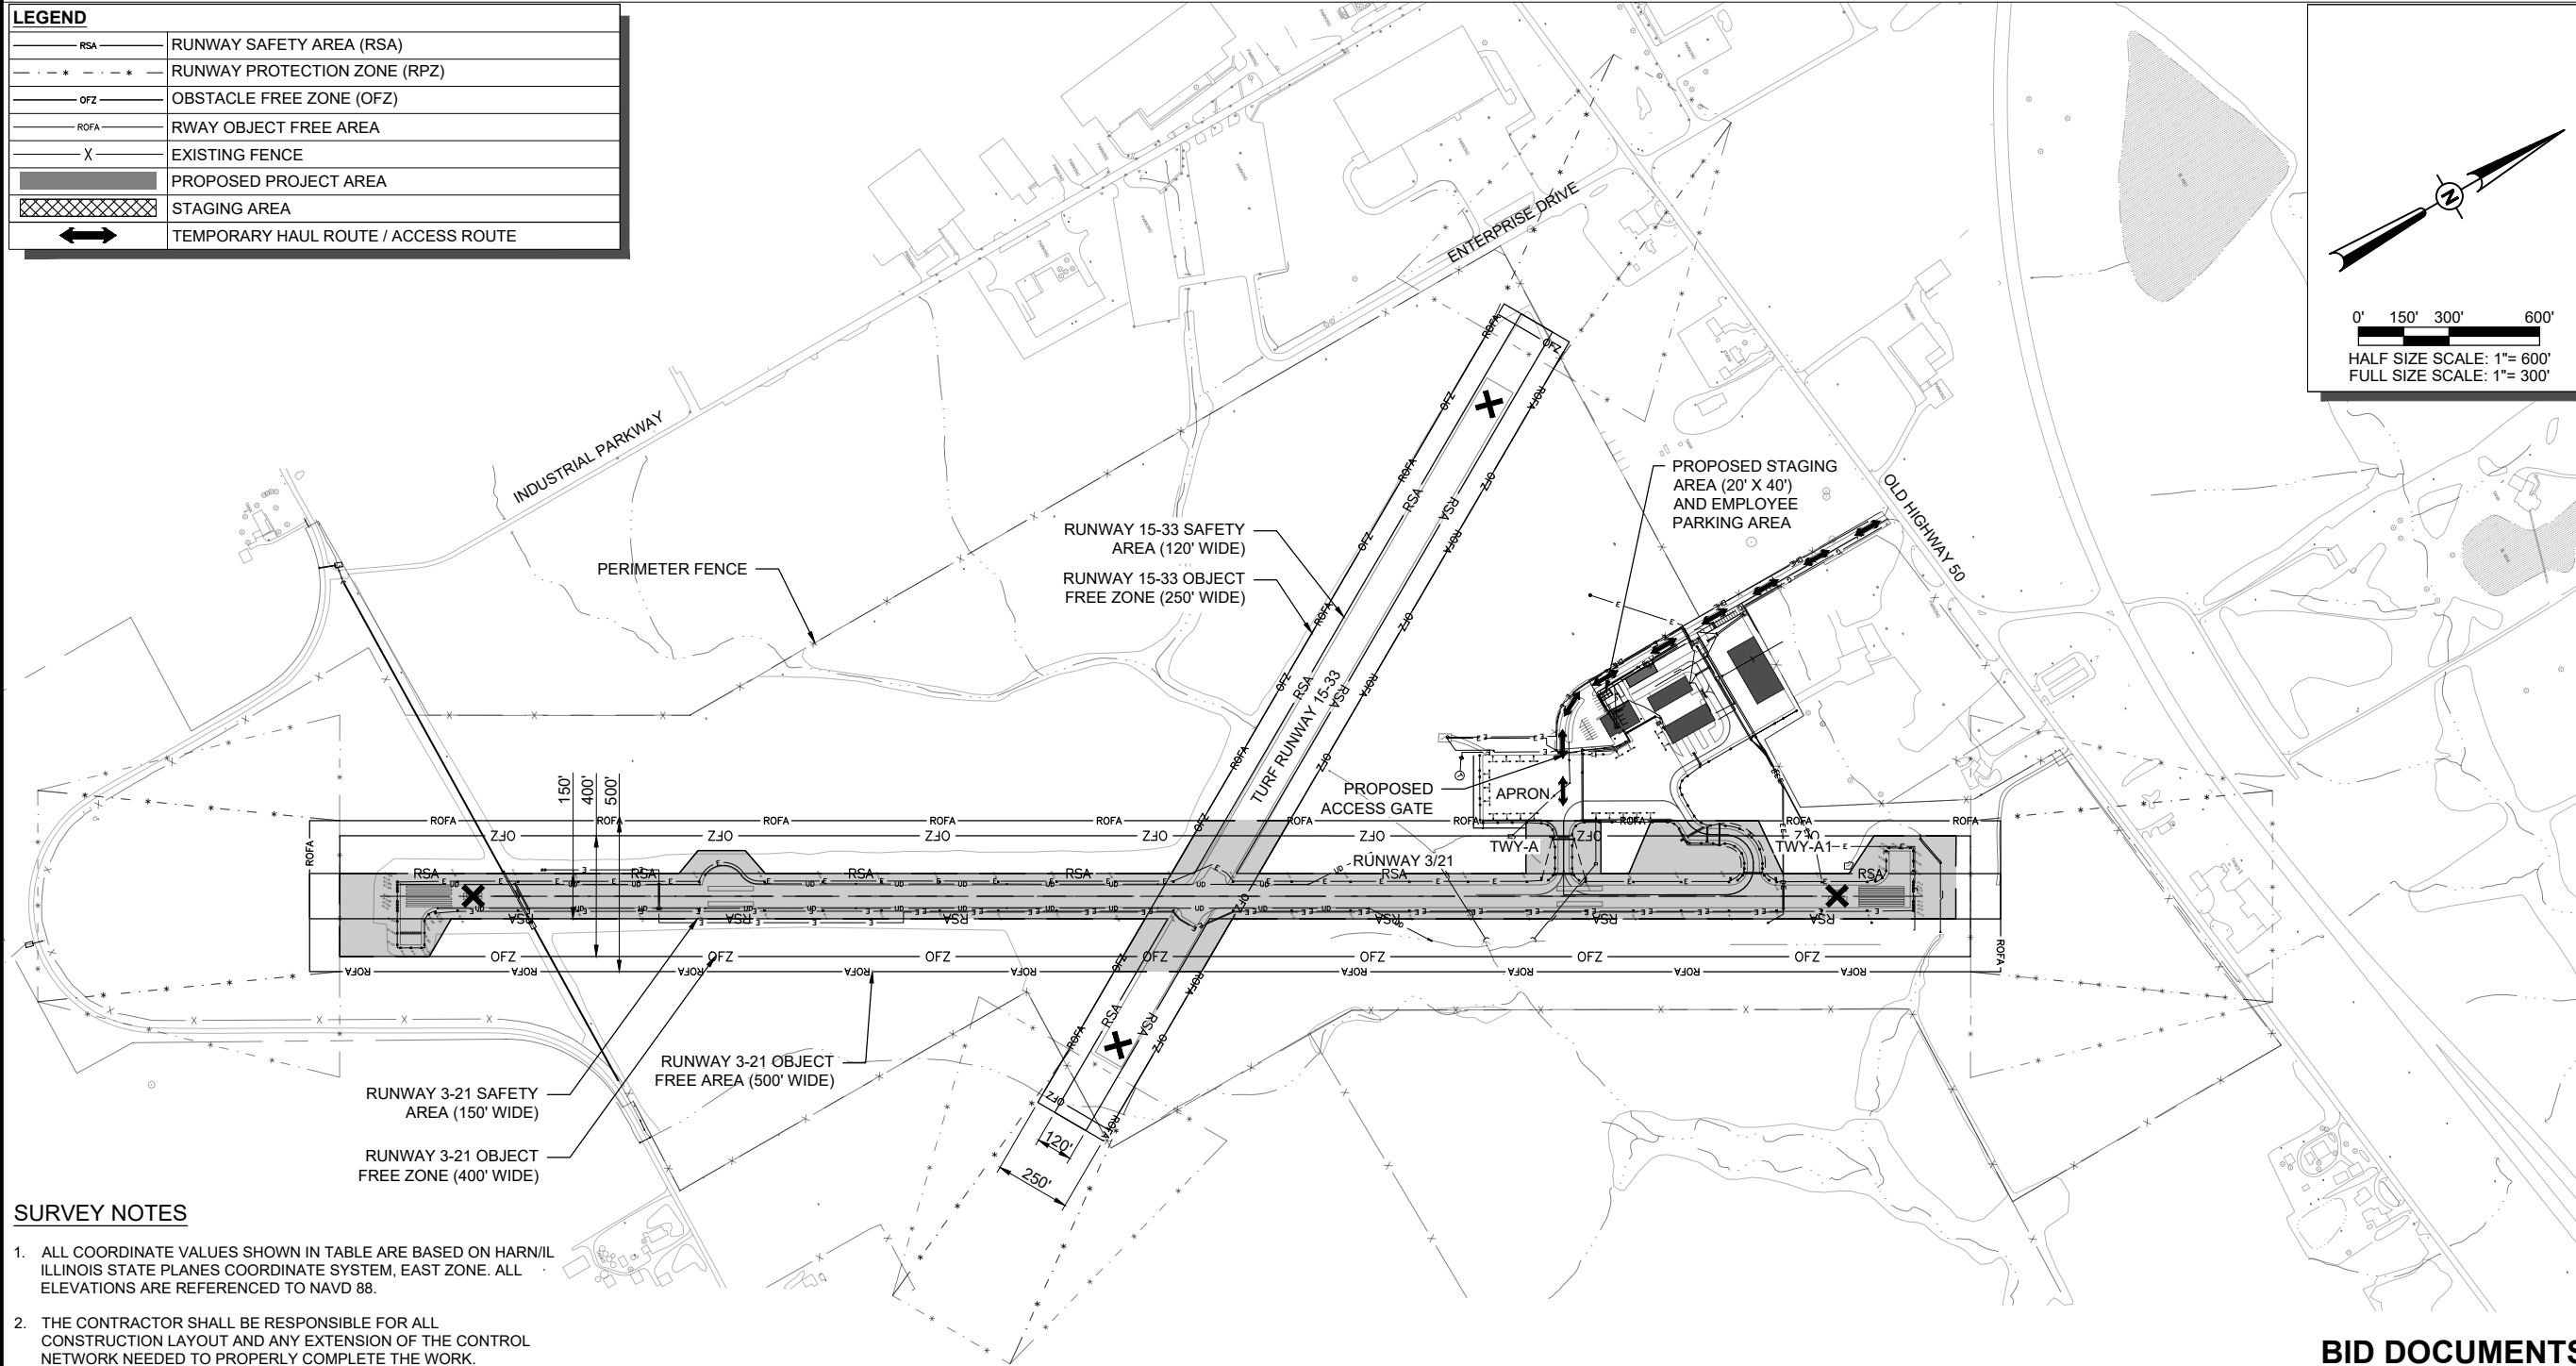 LEGEND
RSA RUNWAY SAFETY AREA (RSA)
RUNWAY PROTECTION ZONE (RPZ)
OFZ OBSTACLE FREE ZONE (OFZ)
ROFA RWAY OBJECT FREE AREA
X EXISTING FENCE
PROPOSED PROJECT AREA
STAGING AREA
TEMPORARY HAUL ROUTE / ACCESS ROUTE
N
0' 150' 300' 600'
HALF SIZE SCALE: 1"= 600'
FULL SIZE SCALE: 1"= 300'
ENTERPRISE DRIVE
INDUSTRIAL PARKWAY
OLD HIGHWAY 50
PROPOSED STAGING
AREA (20' X 40')
AND EMPLOYEE
PARKING AREA
RUNWAY 15-33 SAFETY
AREA (120' WIDE)
RUNWAY 15-33 OBJECT
FREE ZONE (250' WIDE)
PERIMETER FENCE
TURF RUNWAY 15-33
PROPOSED
ACCESS GATE
APRON
150'
400'
500'
TWY-A
TWY-A1
RUNWAY 3/21
RUNWAY 3-21 OBJECT
FREE AREA (500' WIDE)
RUNWAY 3-21 SAFETY
AREA (150' WIDE)
RUNWAY 3-21 OBJECT
FREE ZONE (400' WIDE)
120'
250'
SURVEY NOTES
1. ALL COORDINATE VALUES SHOWN IN TABLE ARE BASED ON HARN/IL
ILLINOIS STATE PLANES COORDINATE SYSTEM, EAST ZONE. ALL
ELEVATIONS ARE REFERENCED TO NAVD 88.
2. THE CONTRACTOR SHALL BE RESPONSIBLE FOR ALL
CONSTRUCTION LAYOUT AND ANY EXTENSION OF THE CONTROL
NETWORK NEEDED TO PROPERLY COMPLETE THE WORK.
BID DOCUMENTS